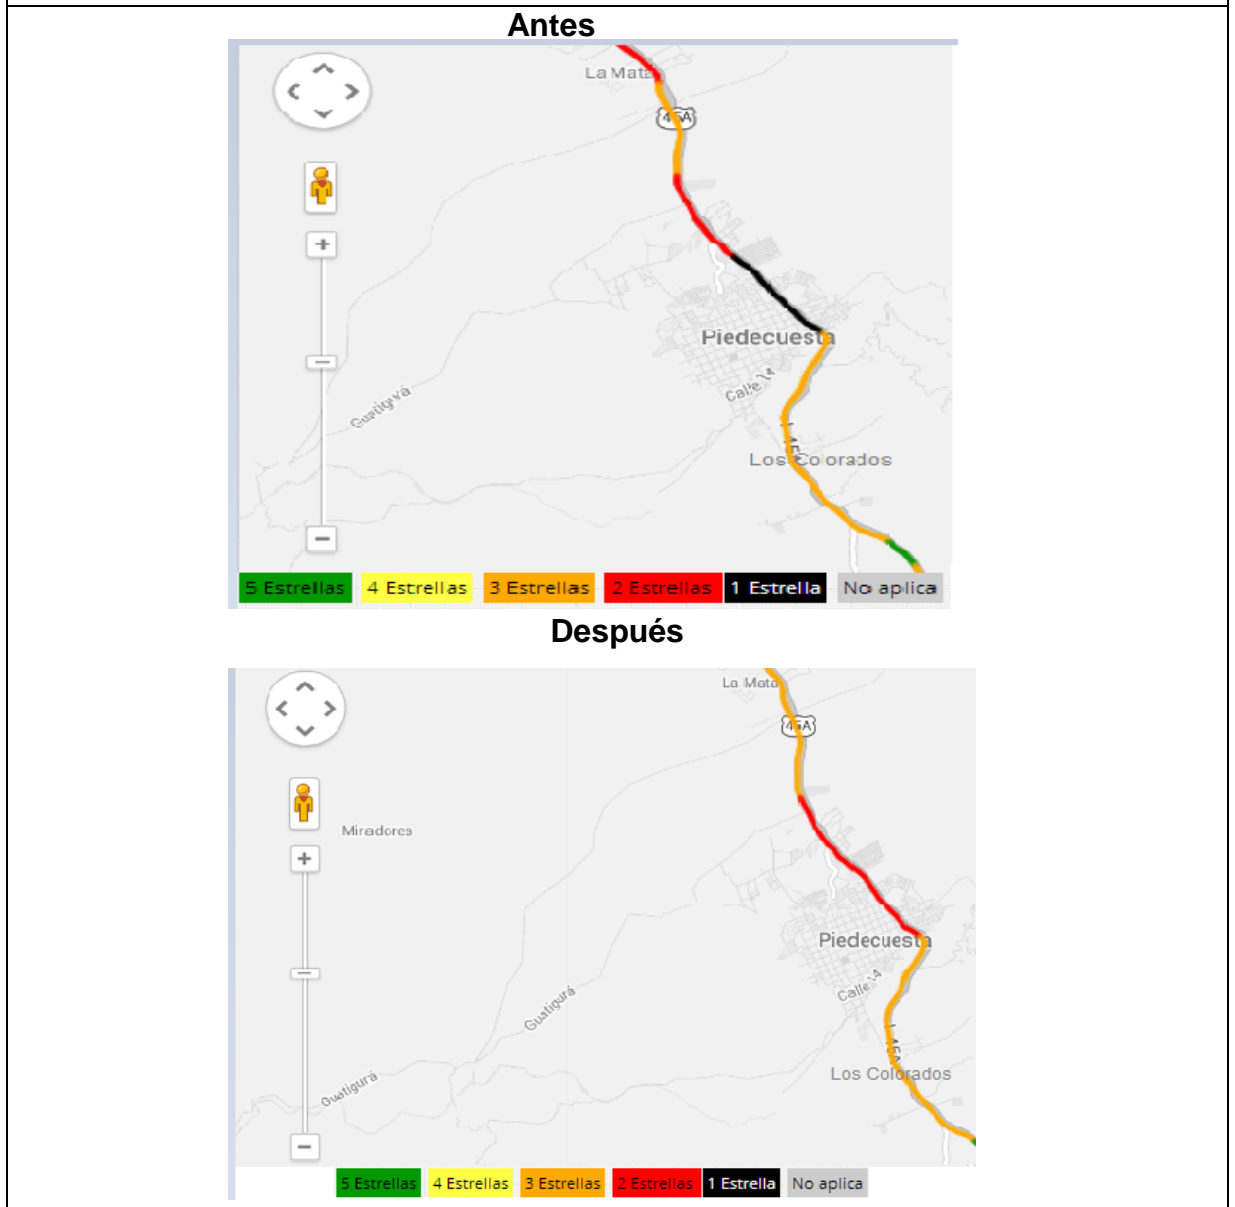 Antes
La Mata
45A
Piedecuesta
Calle 14
Guatiguará
Los Colorados
5 Estrellas 4 Estrellas 3 Estrellas 2 Estrellas 1 Estrella No aplica
Después
La Mata
45A
Miradores
Piedecuesta
Calle 14
Guatiguará
Los Colorados
Guatiguará
5 Estrellas 4 Estrellas 3 Estrellas 2 Estrellas 1 Estrella No aplica